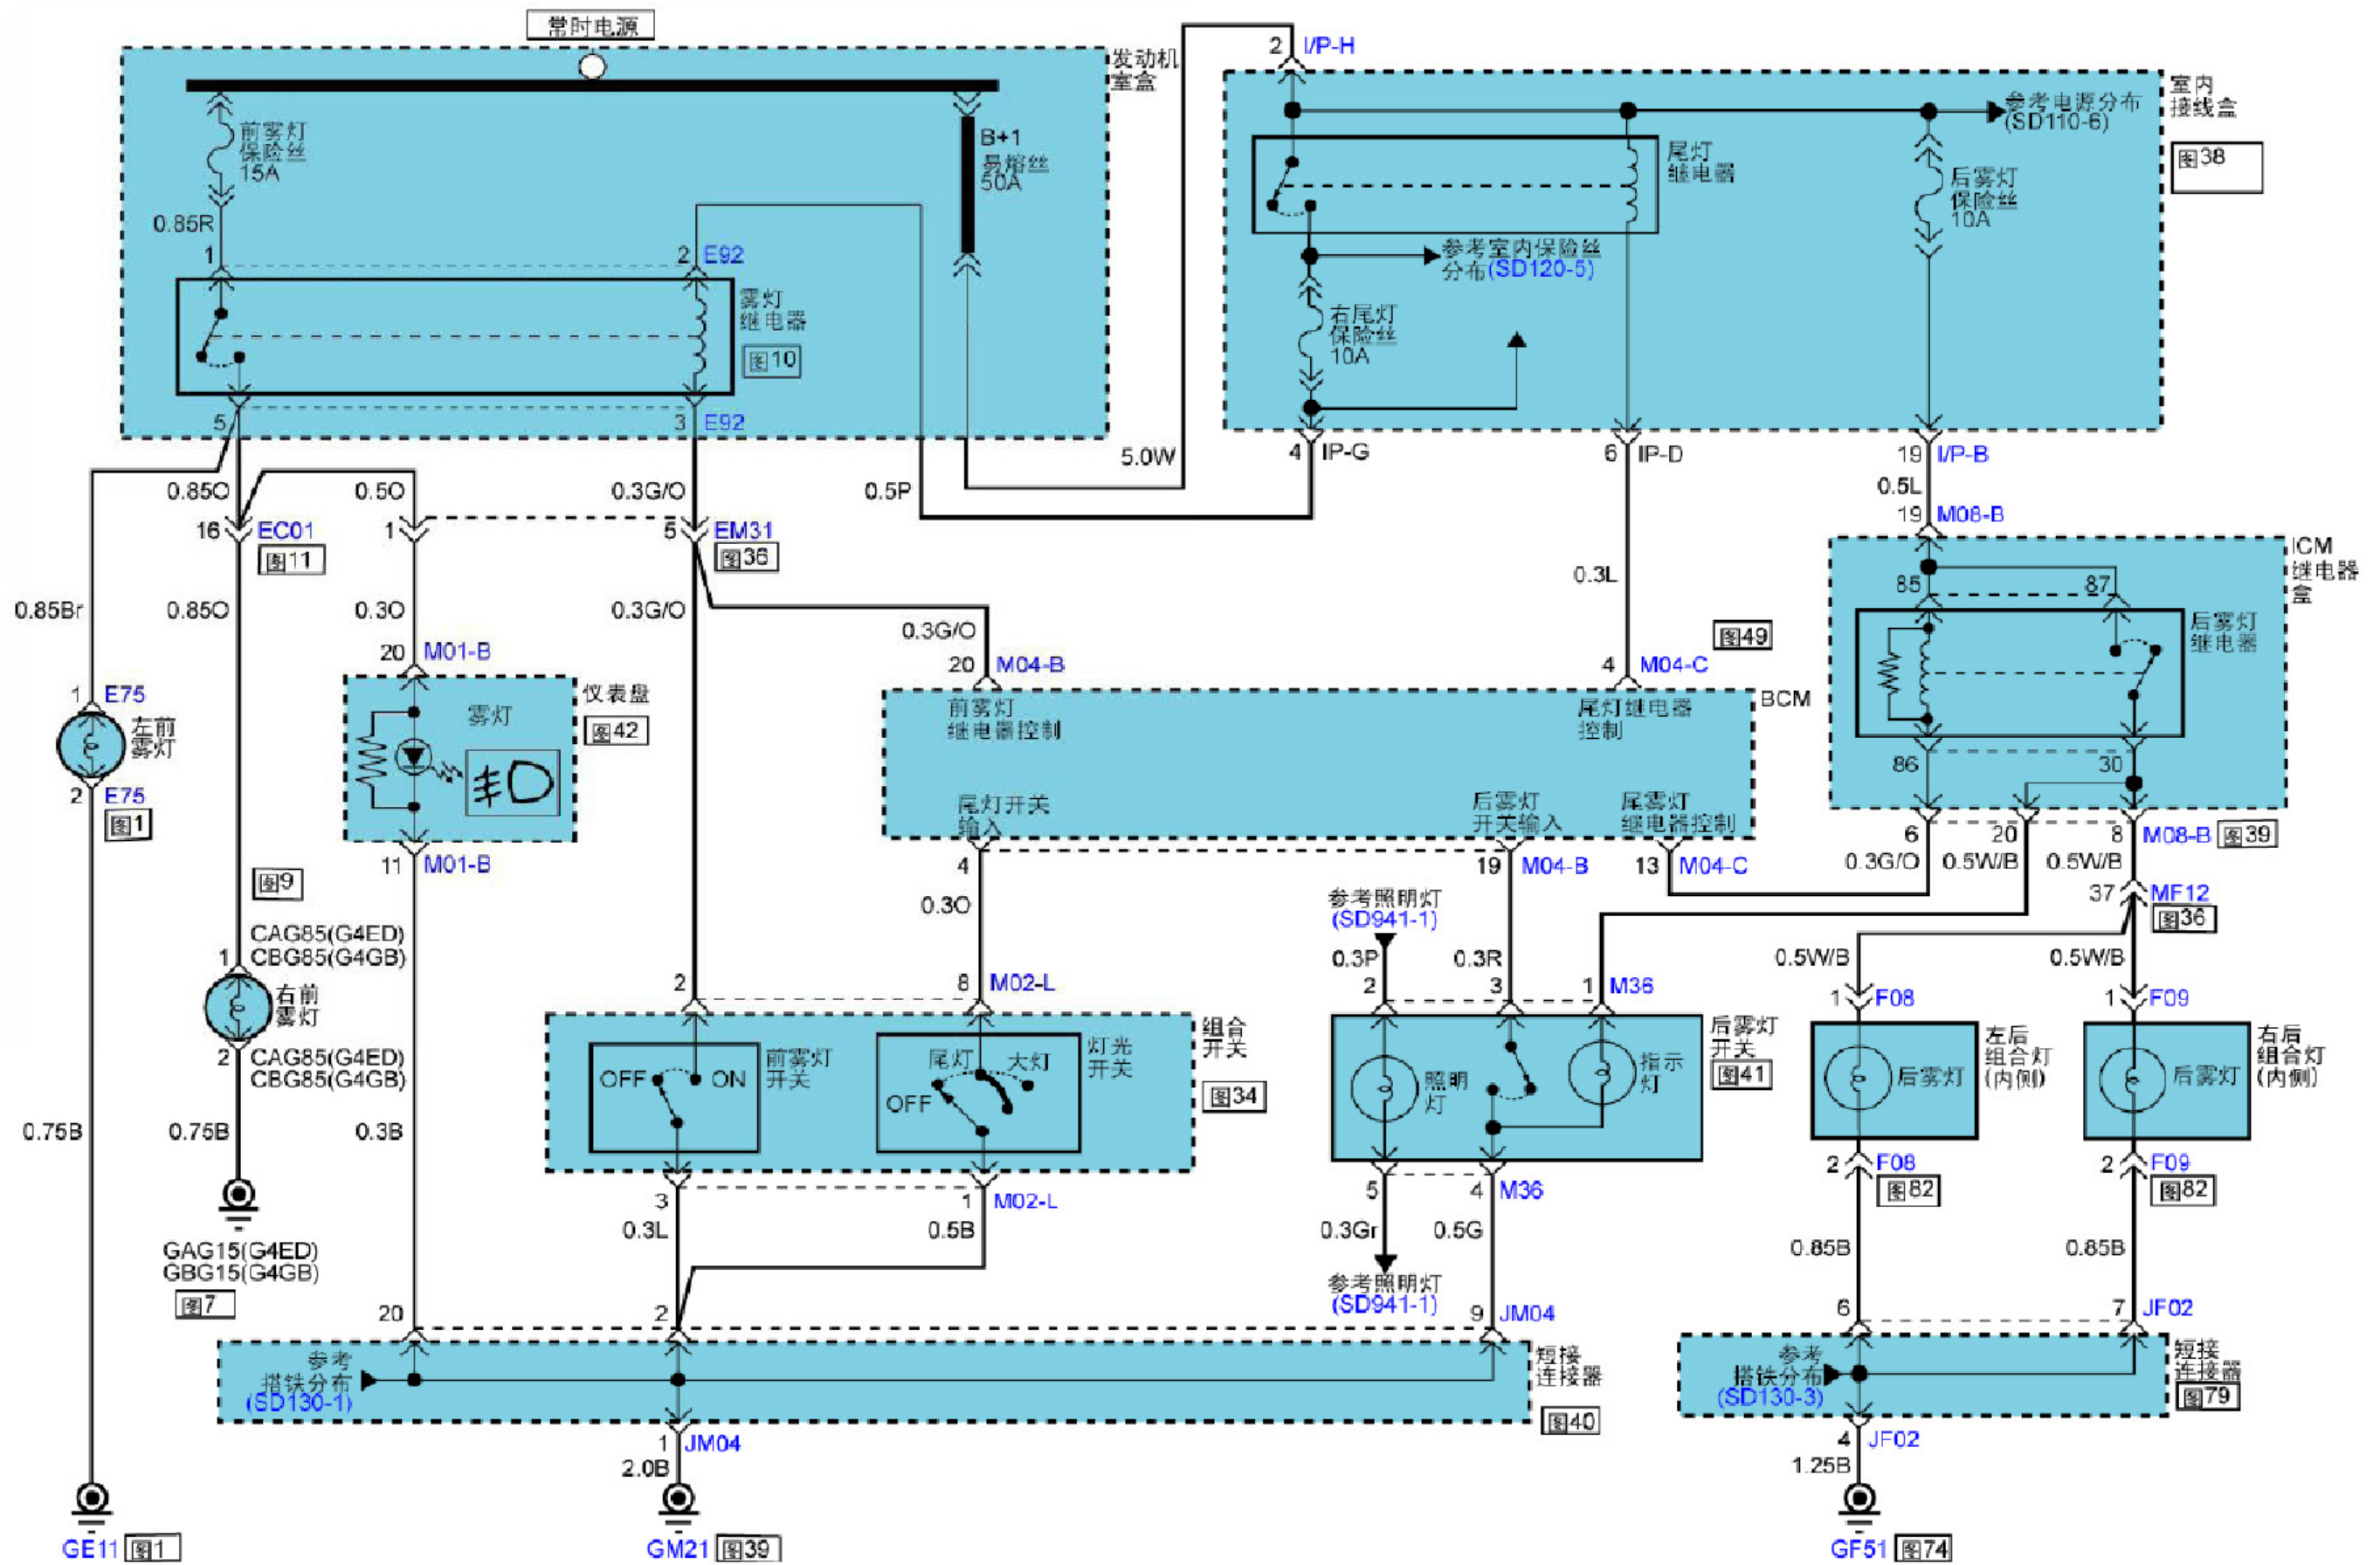 常时电源
发动机
室盒
前雾灯
保险丝
15A
B+1
易熔丝
50A
0.85R
1
2 E92
雾灯
继电器
图10
5
3 E92
2 I/P-H
室内
接线盒
图38
参考电源分布
(SD110-6)
尾灯
继电器
后雾灯
保险丝
10A
参考室内保险丝
分布(SD120-5)
右尾灯
保险丝
10A
5.0W
4 IP-G
6 IP-D
19 I/P-B
0.85O
0.5O
0.3G/O
0.5P
0.5L
16 EC01
图11
1
5 EM31
图36
19 M08-B
ICM
继电器
盒
85
87
后雾灯
继电器
86
30
0.85Br
0.85O
0.3O
0.3G/O
0.3G/O
0.3L
图49
20 M01-B
20 M04-B
4 M04-C
1 E75
左前
雾灯
2 E75
图1
雾灯
仪表盘
图42
BCM
前雾灯
继电器控制
尾灯继电器
控制
尾灯开关
输入
后雾灯
开关输入
尾雾灯
继电器控制
6
20
8 M08-B 图39
11 M01-B
4
19 M04-B
13 M04-C
0.3G/O
0.5W/B
0.5W/B
37 MF12
图36
图9
0.3O
参考照明灯
(SD941-1)
CAG85(G4ED)
1 CBG85(G4GB)
0.3P
0.3R
0.5W/B
0.5W/B
2
8 M02-L
2
3
1 M36
1 F08
1 F09
右前
雾灯
2 CAG85(G4ED)
CBG85(G4GB)
组合
开关
图34
OFF
ON
前雾灯
开关
尾灯
大灯
OFF
灯光
开关
照明
灯
指示
灯
后雾灯
开关
图41
后雾灯
左后
组合灯
(内侧)
后雾灯
右后
组合灯
(内侧)
0.75B
0.75B
0.3B
3
1 M02-L
5
4 M36
2 F08
图82
2 F09
图82
0.3L
0.5B
0.3Gr
0.5G
0.85B
0.85B
GAG15(G4ED)
GBG15(G4GB)
图7
参考照明灯
(SD941-1)
20
2
9 JM04
6
7 JF02
参考
搭铁分布
(SD130-1)
短接
连接器
图40
参考
搭铁分布
(SD130-3)
短接
连接器
图79
1 JM04
2.0B
4 JF02
1.25B
GE11 图1
GM21 图39
GF51 图74